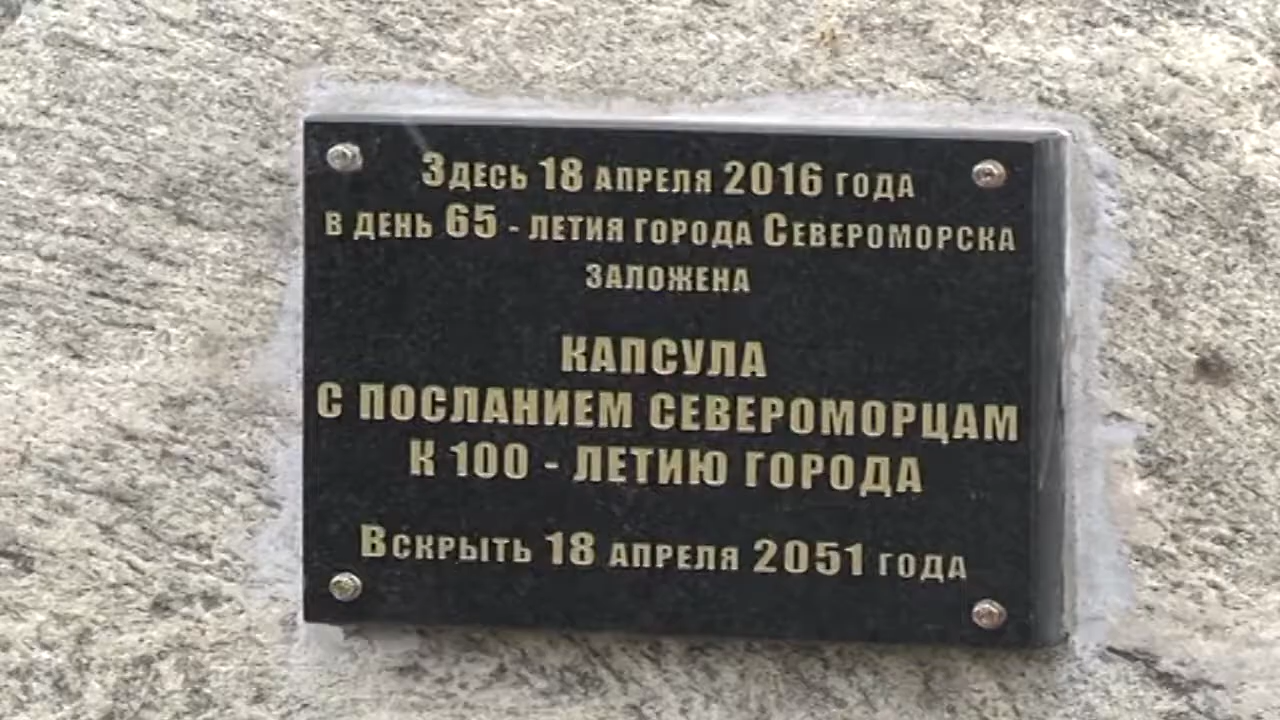 Здесь 18 апреля 2016 года
в день 65 - летия города Североморска
заложена
КАПСУЛА
С ПОСЛАНИЕМ СЕВЕРОМОРЦАМ
К 100 - ЛЕТИЮ ГОРОДА
Вскрыть 18 апреля 2051 года